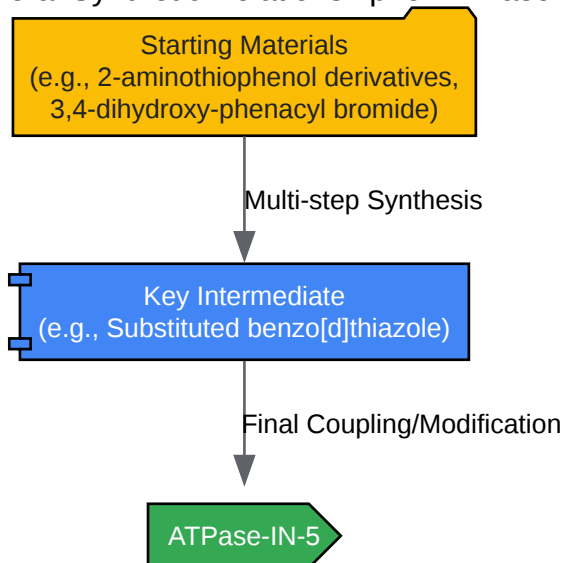 Starting Materials
(e.g., 2-aminothiophenol derivatives,
3,4-dihydroxy-phenacyl bromide)
Multi-step Synthesis
Key Intermediate
(e.g., Substituted benzo[d]thiazole)
Final Coupling/Modification
ATPase-IN-5